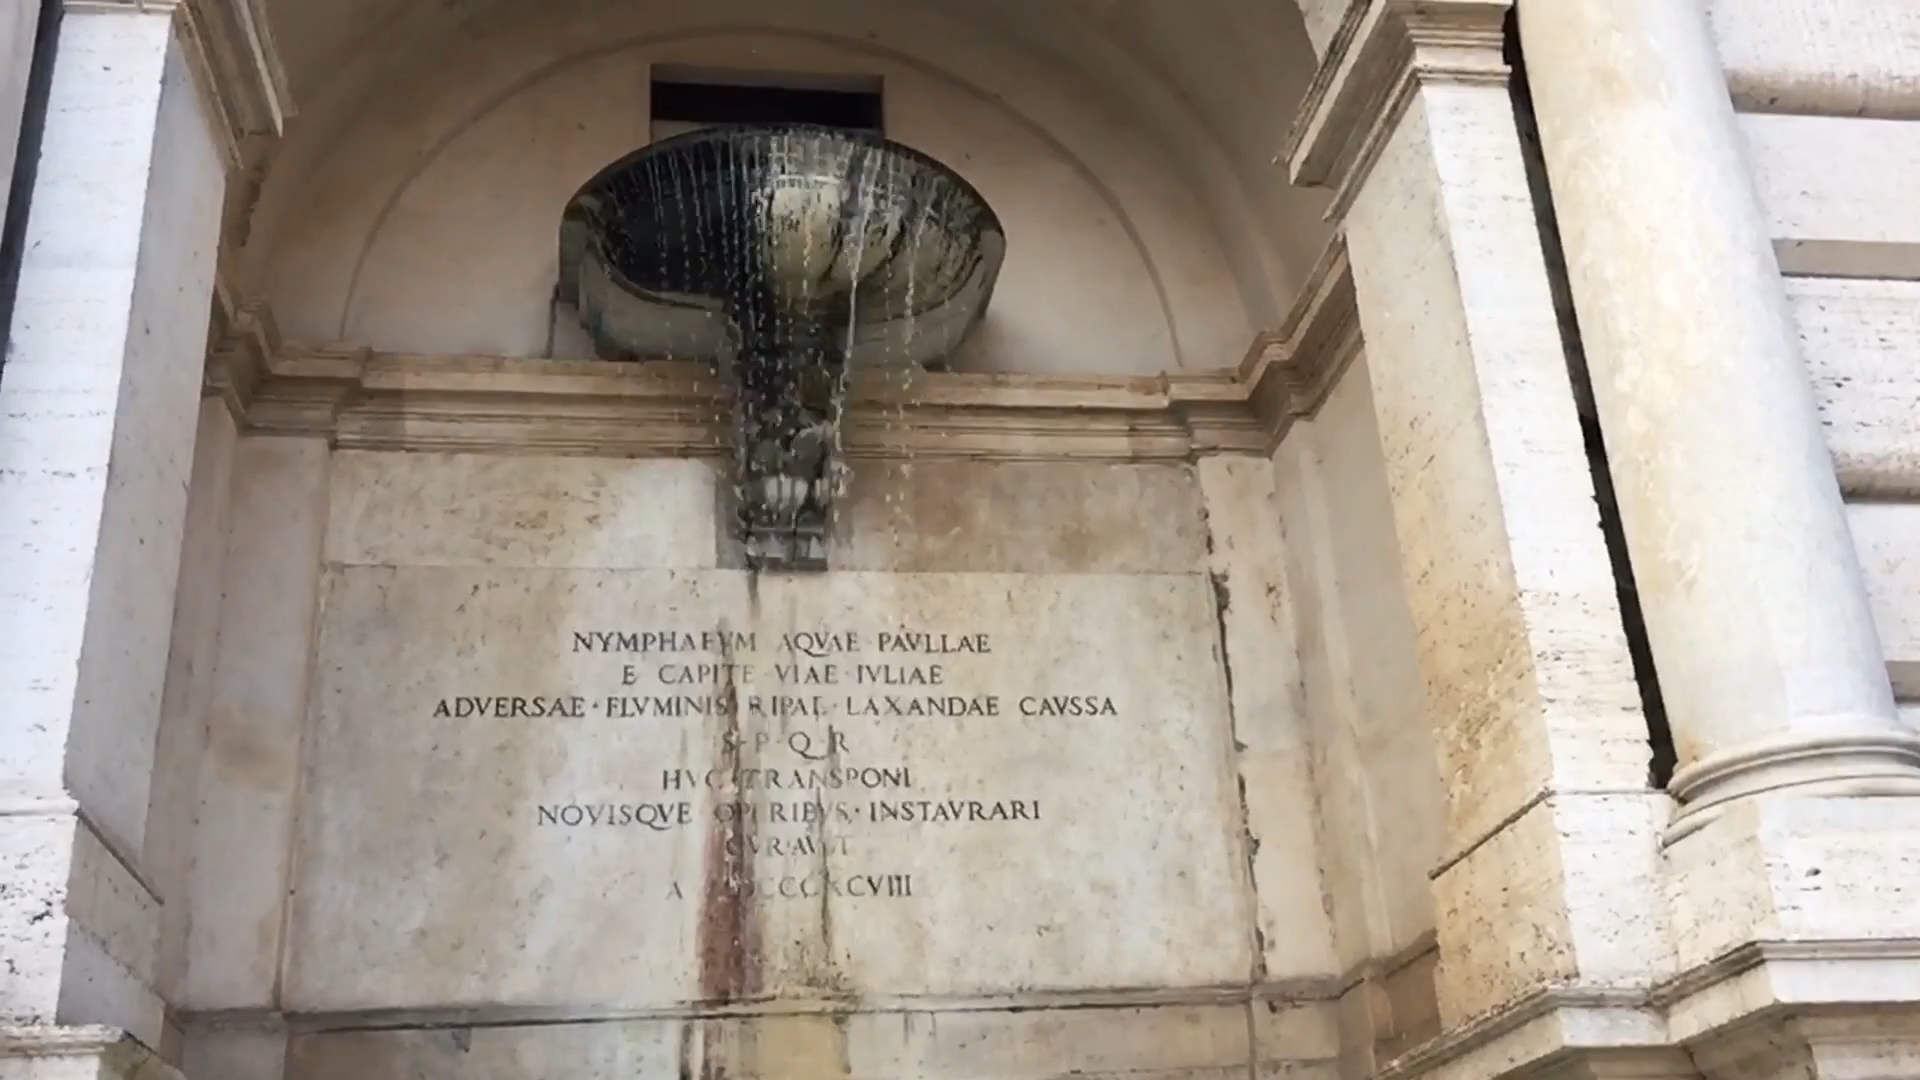 NYMPHAEVM AQVAE PAVLLAE
E CAPITE VIAE · IVLIAE
ADVERSAE · FLVMINIS RIPAE · LAXANDAE CAVSSA
S · P · Q · R
HVC TRANSPONI
NOVISQVE OPERIBVS · INSTAVRARI
CVRAVIT
A